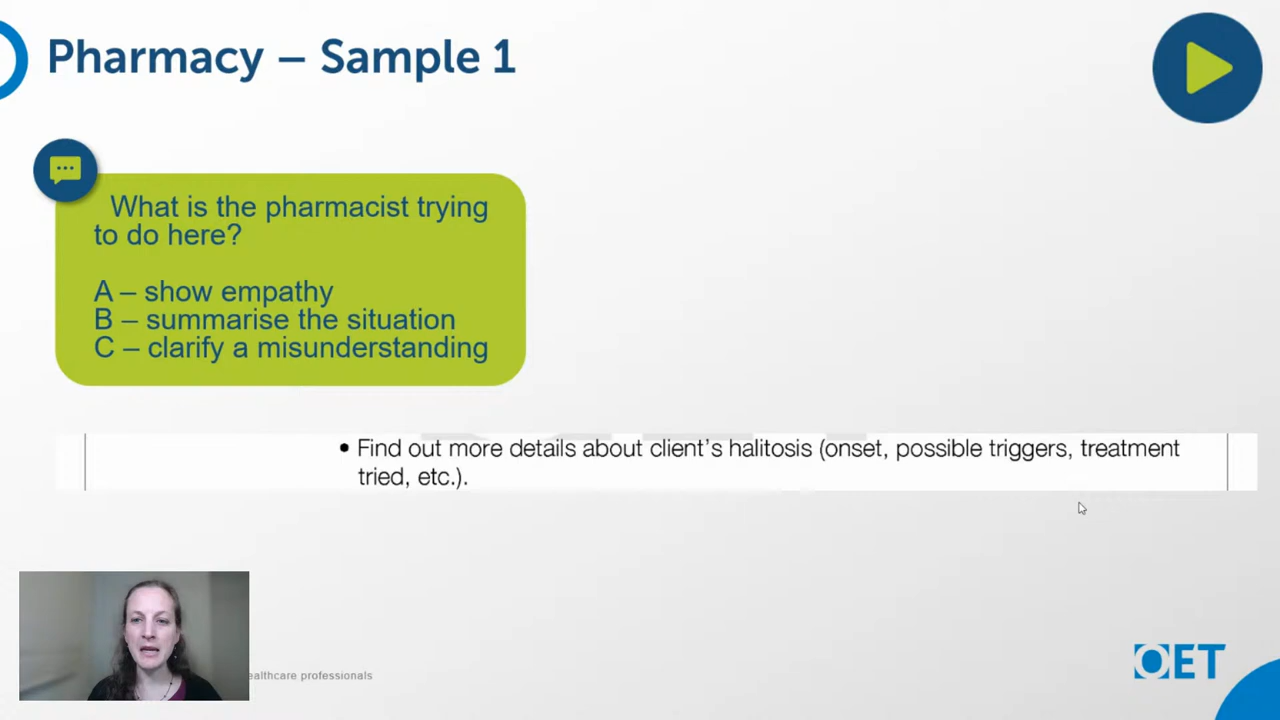 Pharmacy – Sample 1
What is the pharmacist trying
to do here?
A – show empathy
B – summarise the situation
C – clarify a misunderstanding
• Find out more details about client's halitosis (onset, possible triggers, treatment
tried, etc.).
healthcare professionals
OET